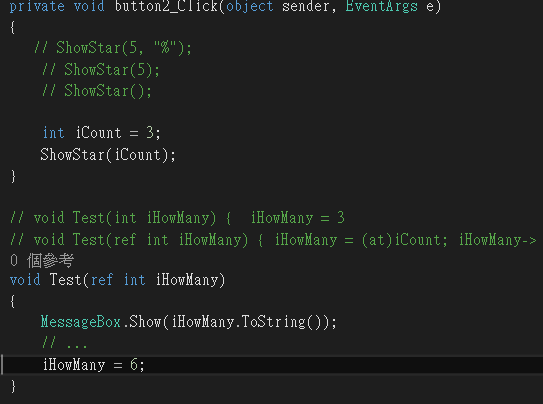 private void button2_Click(object sender, EventArgs e)
{
// ShowStar(5, "%");
// ShowStar(5);
// ShowStar();
int iCount = 3;
ShowStar(iCount);
}
// void Test(int iHowMany) { iHowMany = 3
// void Test(ref int iHowMany) { iHowMany = (at)iCount; iHowMany->
0 個參考
void Test(ref int iHowMany)
{
MessageBox.Show(iHowMany.ToString());
// ...
iHowMany = 6;
}